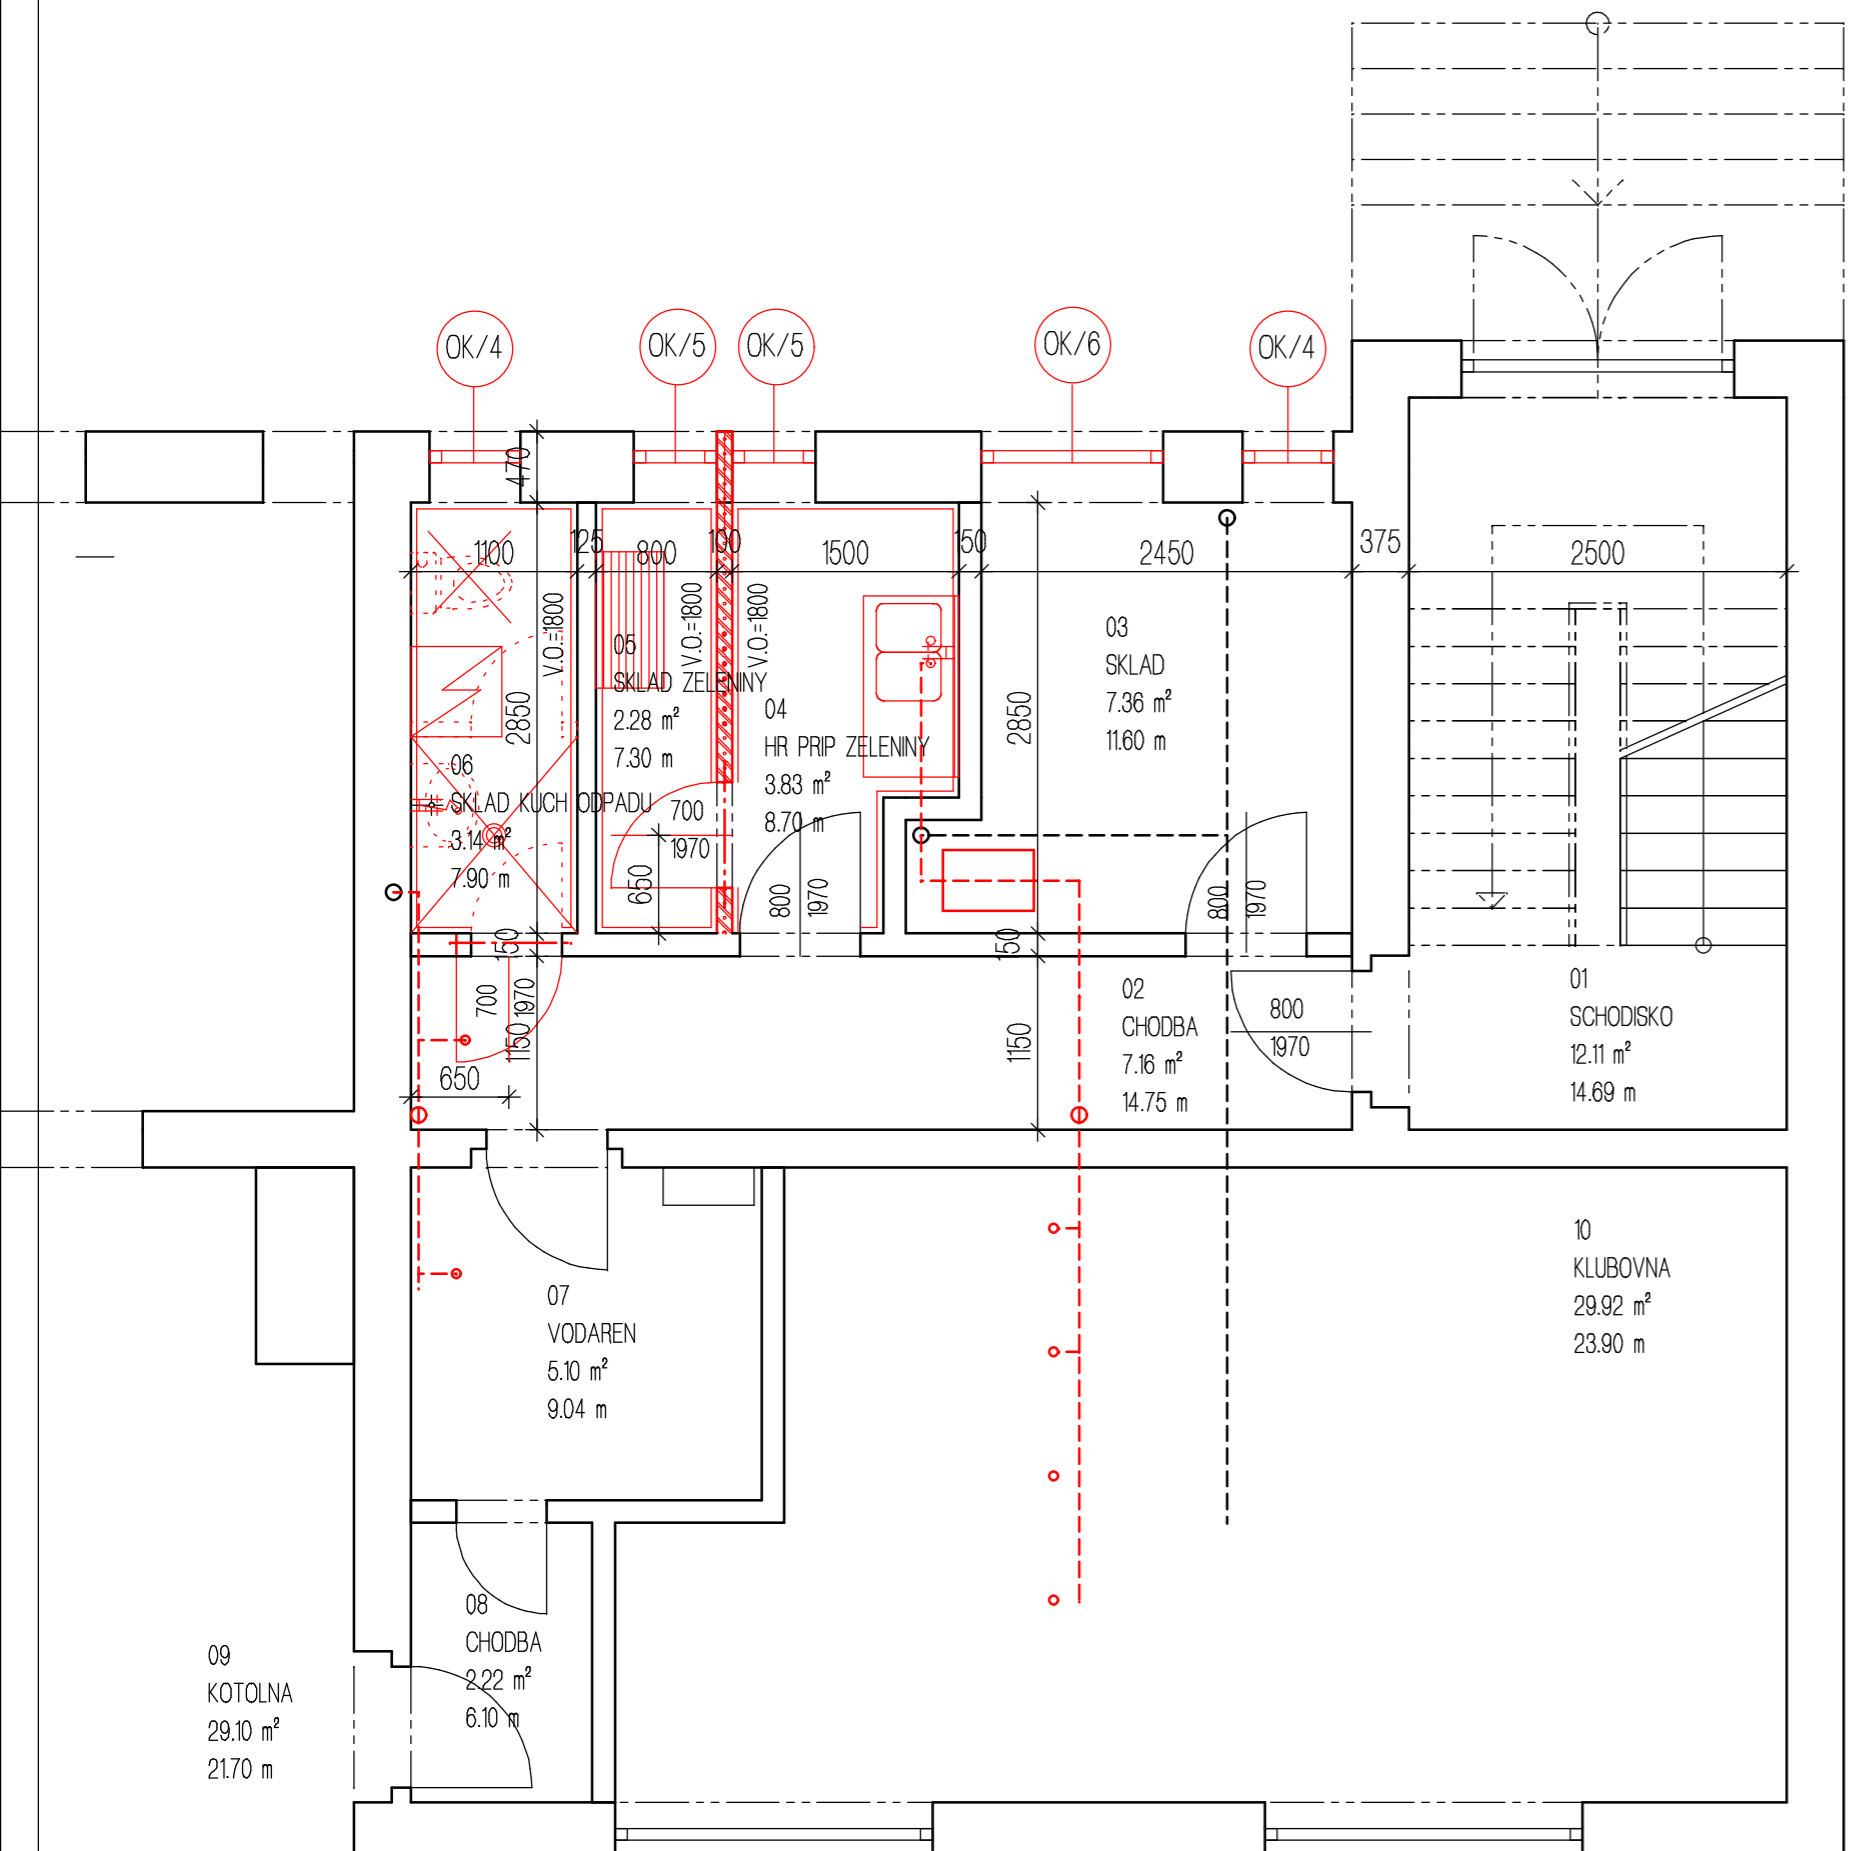 OK/4
OK/5
OK/5
OK/6
OK/4
470
1100
125
800
100
1500
150
2450
375
2500
V.O.=1800
V.O.=1800
V.O.=1800
2850
2850
05
SKLAD ZELENINY
2.28 m²
7.30 m
04
HR PRIP ZELENINY
3.83 m²
8.70 m
03
SKLAD
7.36 m²
11.60 m
06
SKLAD KUCH ODPADU
3.14 m²
7.90 m
700
1970
650
800
1970
800
1970
150
150
700
1970
1150
1150
650
02
CHODBA
7.16 m²
14.75 m
800
1970
01
SCHODISKO
12.11 m²
14.69 m
10
KLUBOVNA
29.92 m²
23.90 m
07
VODAREN
5.10 m²
9.04 m
08
CHODBA
2.22 m²
6.10 m
09
KOTOLNA
29.10 m²
21.70 m